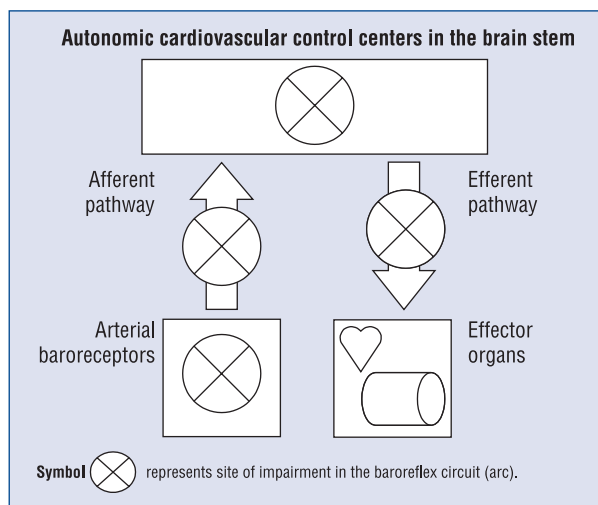 Autonomic cardiovascular control centers in the brain stem
Afferent
pathway
Efferent
pathway
Arterial
baroreceptors
Effector
organs
Symbol represents site of impairment in the baroreflex circuit (arc).